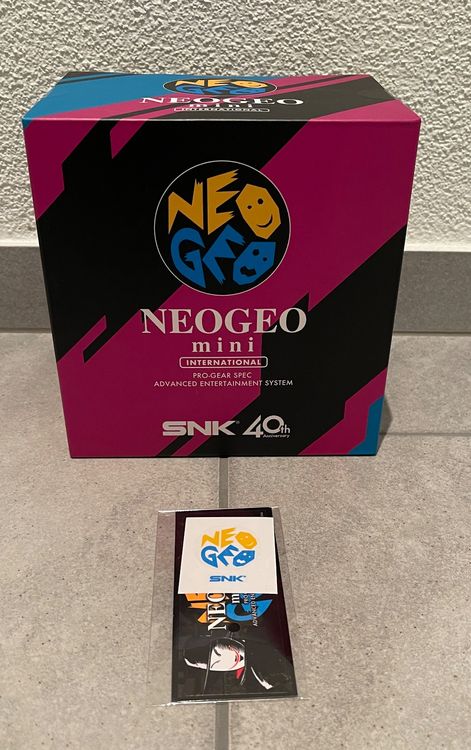 NEO
GEO
NEOGEO
mini
INTERNATIONAL
NEO
GEO
NEOGEO
mini
INTERNATIONAL
PRO-GEAR SPEC
ADVANCED ENTERTAINMENT SYSTEM
SNK 40th
Anniversary
NEO
GEO
SNK